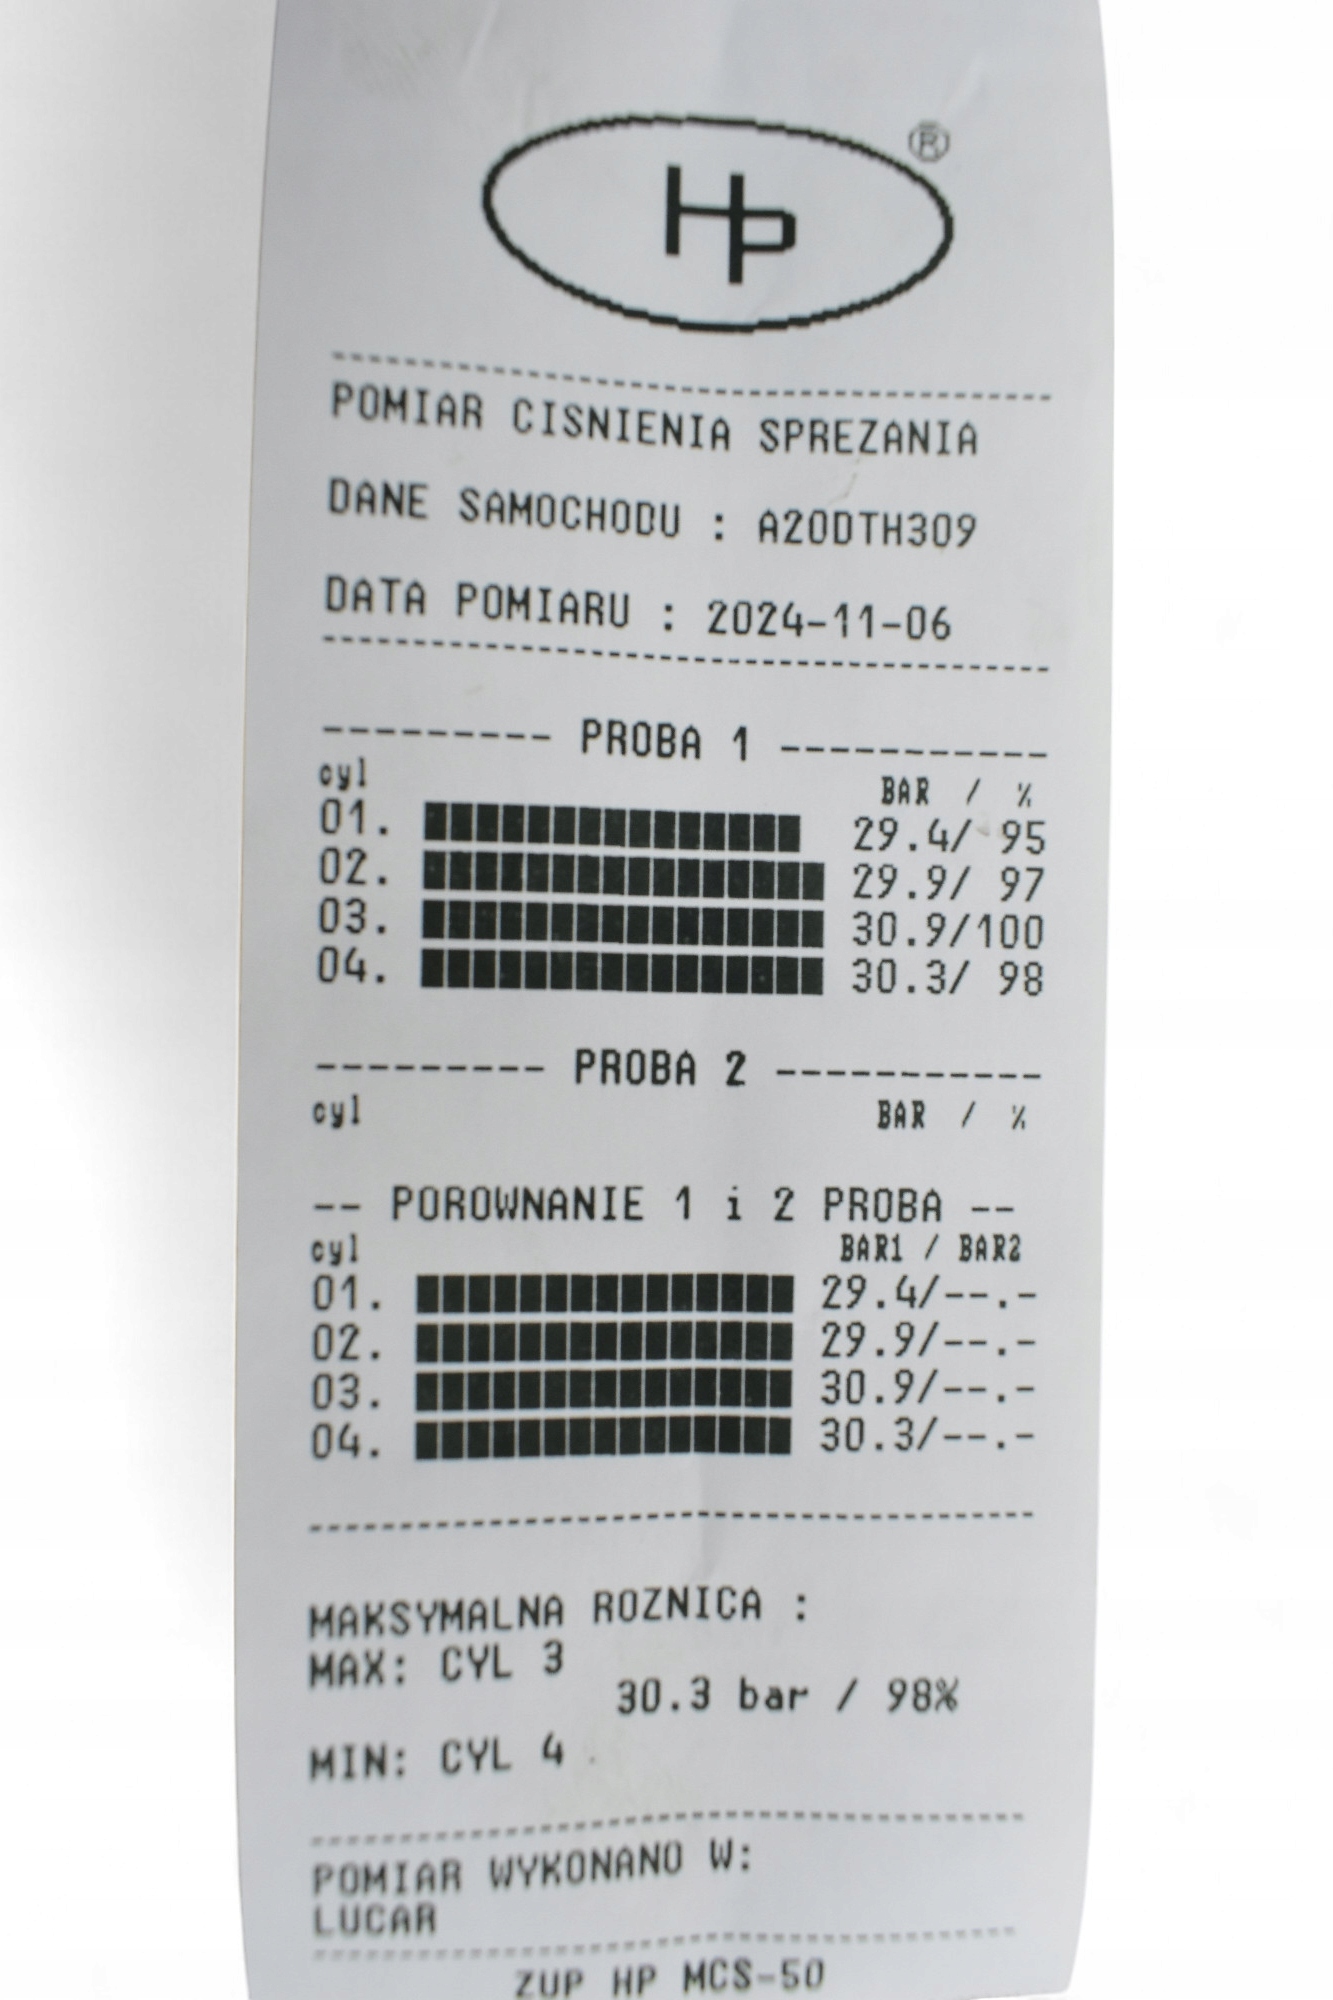 HP ®
POMIAR CISNIENIA SPREZANIA
DANE SAMOCHODU : A20DTH309
DATA POMIARU : 2024-11-06
--------- PROBA 1 -----------
cyl BAR / %
01. 29.4/ 95
02. 29.9/ 97
03. 30.9/100
04. 30.3/ 98
--------- PROBA 2 -----------
cyl BAR / %
-- POROWNANIE 1 i 2 PROBA --
cyl BAR1 / BAR2
01. 29.4/--.-
02. 29.9/--.-
03. 30.9/--.-
04. 30.3/--.-
MAKSYMALNA ROZNICA :
MAX: CYL 3
30.3 bar / 98%
MIN: CYL 4
POMIAR WYKONANO W:
LUCAR
ZUP HP MCS-50